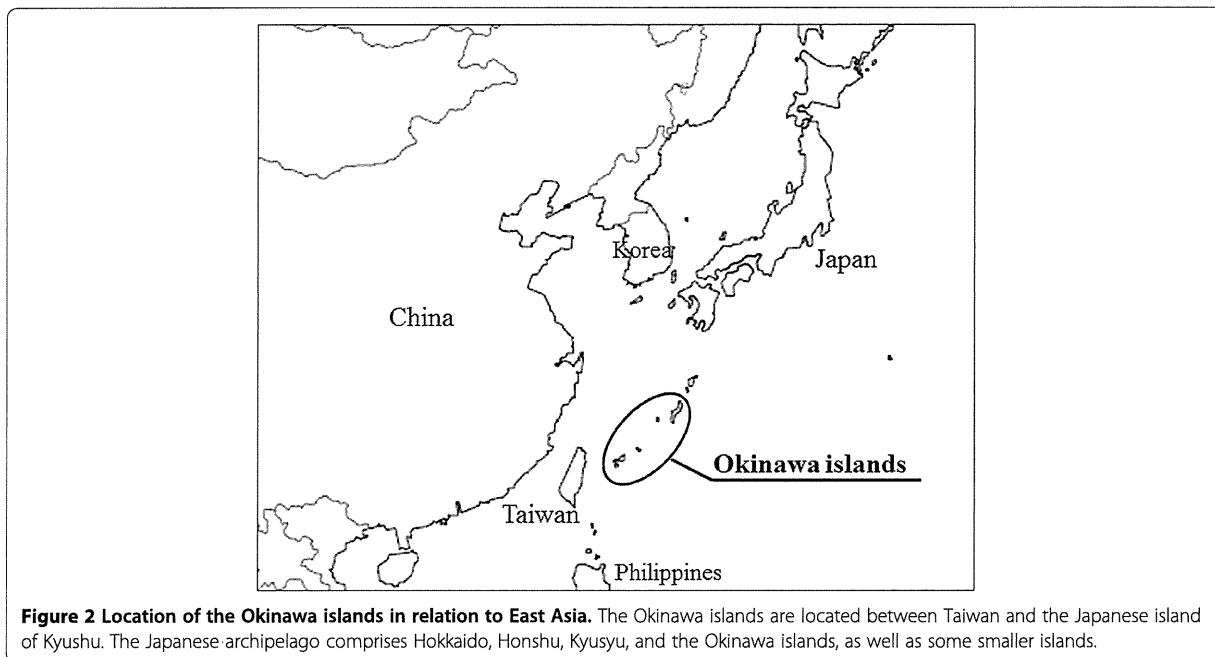 Korea
Japan
China
Okinawa islands
Taiwan
Philippines
Figure 2 Location of the Okinawa islands in relation to East Asia. The Okinawa islands are located between Taiwan and the Japanese island
of Kyushu. The Japanese archipelago comprises Hokkaido, Honshu, Kyusyu, and the Okinawa islands, as well as some smaller islands.